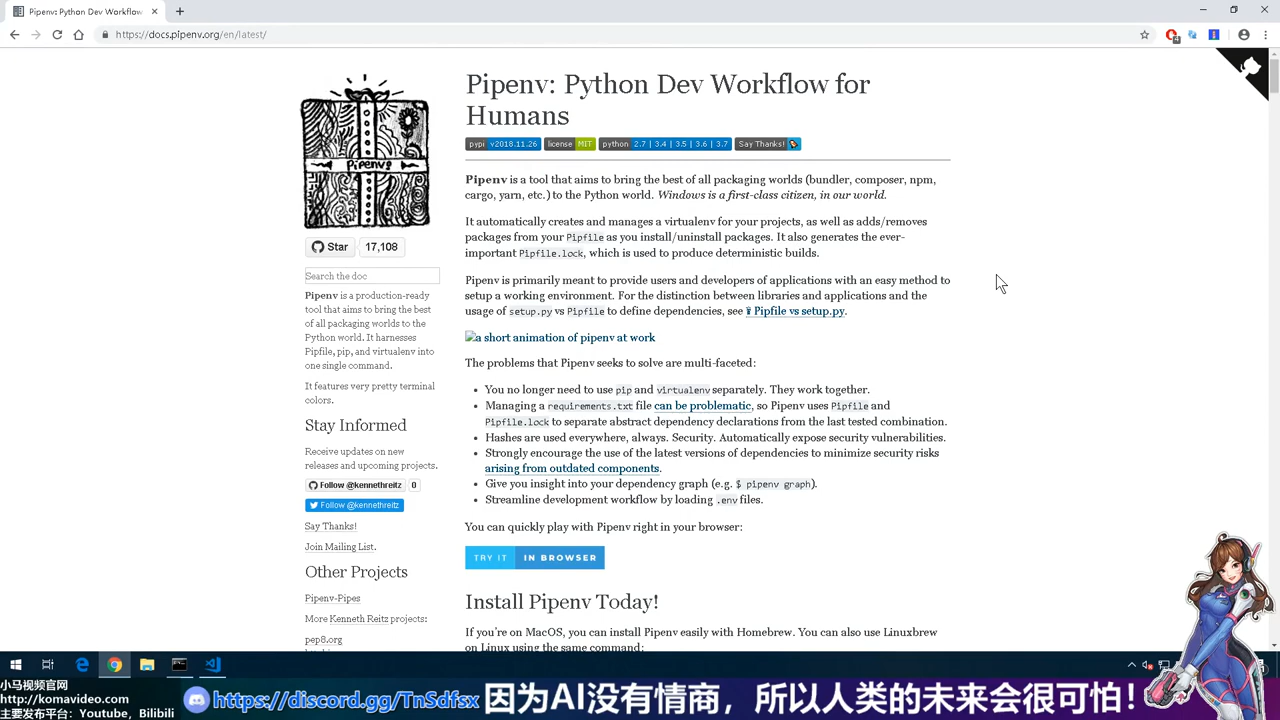 Pipenv: Python Dev Workflow
https://docs.pipenv.org/en/latest/
4
Pipenv
Star 17,108
Search the doc
Pipenv is a production-ready
tool that aims to bring the best
of all packaging worlds to the
Python world. It harnesses
Pipfile, pip, and virtualenv into
one single command.
It features very pretty terminal
colors.
Stay Informed
Receive updates on new
releases and upcoming projects.
Follow @kennethreitz 0
Follow @kennethreitz
Say Thanks!
Join Mailing List.
Other Projects
Pipenv-Pipes
More Kenneth Reitz projects:
pep8.org
Pipenv: Python Dev Workflow for
Humans
pypi v2018.11.26 license MIT python 2.7 | 3.4 | 3.5 | 3.6 | 3.7 Say Thanks!
Pipenv is a tool that aims to bring the best of all packaging worlds (bundler, composer, npm,
cargo, yarn, etc.) to the Python world. Windows is a first-class citizen, in our world.
It automatically creates and manages a virtualenv for your projects, as well as adds/removes
packages from your Pipfile as you install/uninstall packages. It also generates the ever-
important Pipfile.lock, which is used to produce deterministic builds.
Pipenv is primarily meant to provide users and developers of applications with an easy method to
setup a working environment. For the distinction between libraries and applications and the
usage of setup.py vs Pipfile to define dependencies, see Pipfile vs setup.py.
a short animation of pipenv at work
The problems that Pipenv seeks to solve are multi-faceted:
• You no longer need to use pip and virtualenv separately. They work together.
• Managing a requirements.txt file can be problematic, so Pipenv uses Pipfile and
Pipfile.lock to separate abstract dependency declarations from the last tested combination.
• Hashes are used everywhere, always. Security. Automatically expose security vulnerabilities.
• Strongly encourage the use of the latest versions of dependencies to minimize security risks
arising from outdated components.
• Give you insight into your dependency graph (e.g. $ pipenv graph).
• Streamline development workflow by loading .env files.
You can quickly play with Pipenv right in your browser:
TRY IT IN BROWSER
Install Pipenv Today!
If you're on MacOS, you can install Pipenv easily with Homebrew. You can also use Linuxbrew
on Linux using the same command:
小马视频官网
http://komavideo.com
主要发布平台: Youtube, Bilibili
https://discord.gg/TnSdfsx
因为AI没有情商，所以人类的未来会很可怕！